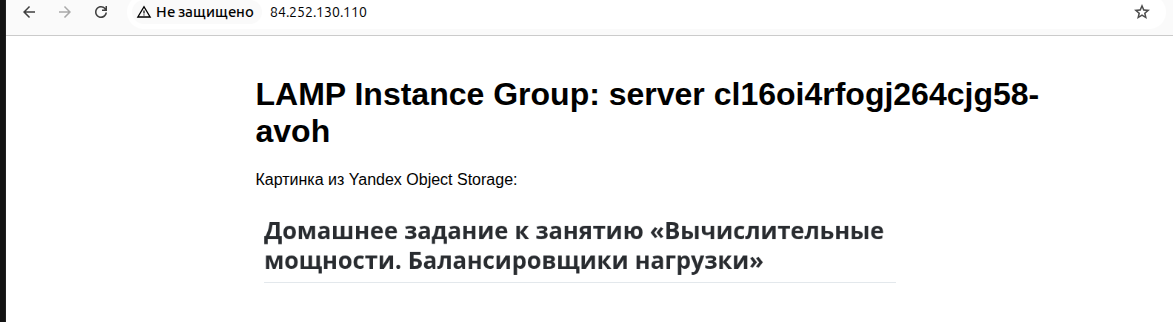 Не защищено 84.252.130.110
LAMP Instance Group: server cl16oi4rfogj264cjg58-
avoh
Картинка из Yandex Object Storage:
Домашнее задание к занятию «Вычислительные
мощности. Балансировщики нагрузки»